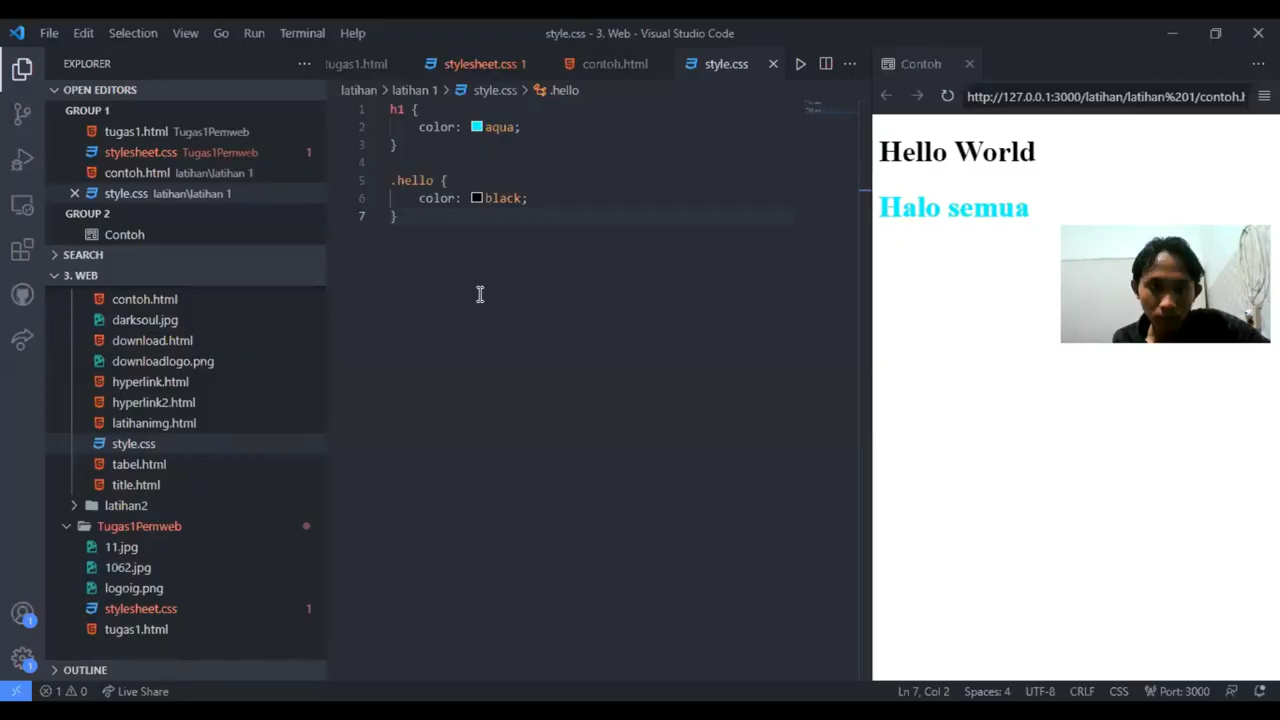 File Edit Selection View Go Run Terminal Help
style.css - 3. Web - Visual Studio Code
EXPLORER
OPEN EDITORS
GROUP 1
tugas1.html Tugas1Pemweb
stylesheet.css Tugas1Pemweb 1
contoh.html latihan\latihan 1
style.css latihan\latihan 1
GROUP 2
Contoh
SEARCH
3. WEB
contoh.html
darksoul.jpg
download.html
downloadlogo.png
hyperlink.html
hyperlink2.html
latihanimg.html
style.css
tabel.html
title.html
latihan2
Tugas1Pemweb
11.jpg
1062.jpg
logoig.png
stylesheet.css 1
tugas1.html
OUTLINE
tugas1.html stylesheet.css 1 contoh.html style.css
latihan > latihan 1 > style.css > .hello
1 h1 {
2 color: aqua;
3 }
4
5 .hello {
6 color: black;
7 }
Contoh
http://127.0.0.1:3000/latihan/latihan%201/contoh.h
Hello World
Halo semua
1
1
1 0 Live Share
Ln 7, Col 2 Spaces: 4 UTF-8 CRLF CSS Port: 3000